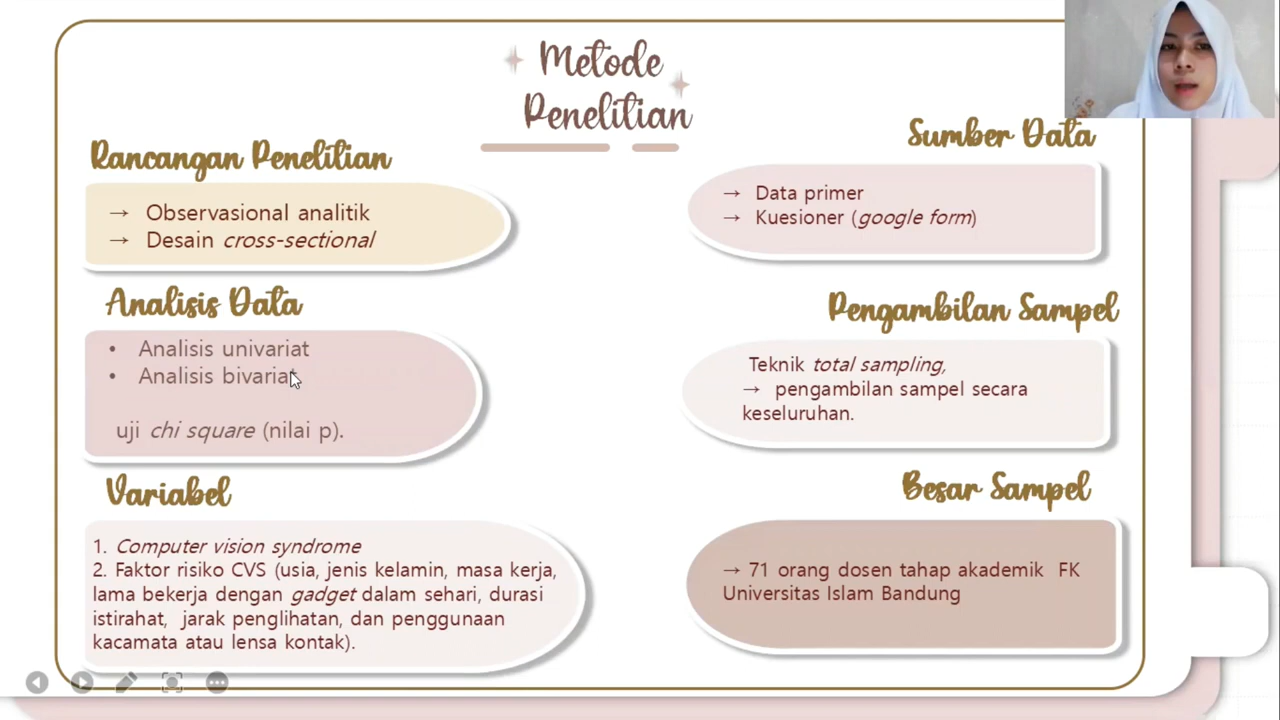 Metode
Penelitian
Rancangan Penelitian
→ Observasional analitik
→ Desain cross-sectional
Analisis Data
• Analisis univariat
• Analisis bivariat
uji chi square (nilai p).
Variabel
1. Computer vision syndrome
2. Faktor risiko CVS (usia, jenis kelamin, masa kerja,
lama bekerja dengan gadget dalam sehari, durasi
istirahat, jarak penglihatan, dan penggunaan
kacamata atau lensa kontak).
Sumber Data
→ Data primer
→ Kuesioner (google form)
Pengambilan Sampel
Teknik total sampling,
→ pengambilan sampel secara
keseluruhan.
Besar Sampel
→ 71 orang dosen tahap akademik FK
Universitas Islam Bandung